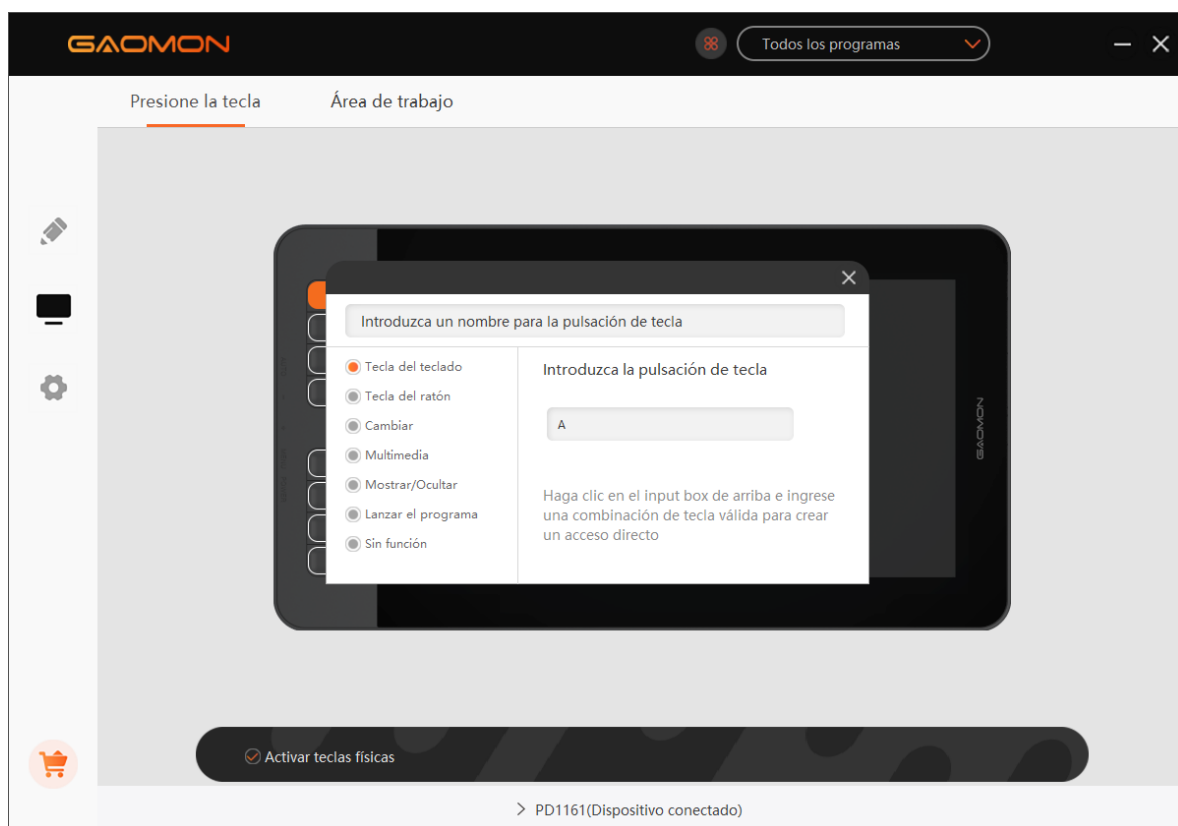 GAOMON
Todos los programas
Presione la tecla
Área de trabajo
Introduzca un nombre para la pulsación de tecla
Tecla del teclado
Tecla del ratón
Cambiar
Multimedia
Mostrar/Ocultar
Lanzar el programa
Sin función
Introduzca la pulsación de tecla
A
Haga clic en el input box de arriba e ingrese
una combinación de tecla válida para crear
un acceso directo
GAOMON
Activar teclas físicas
PD1161(Dispositivo conectado)